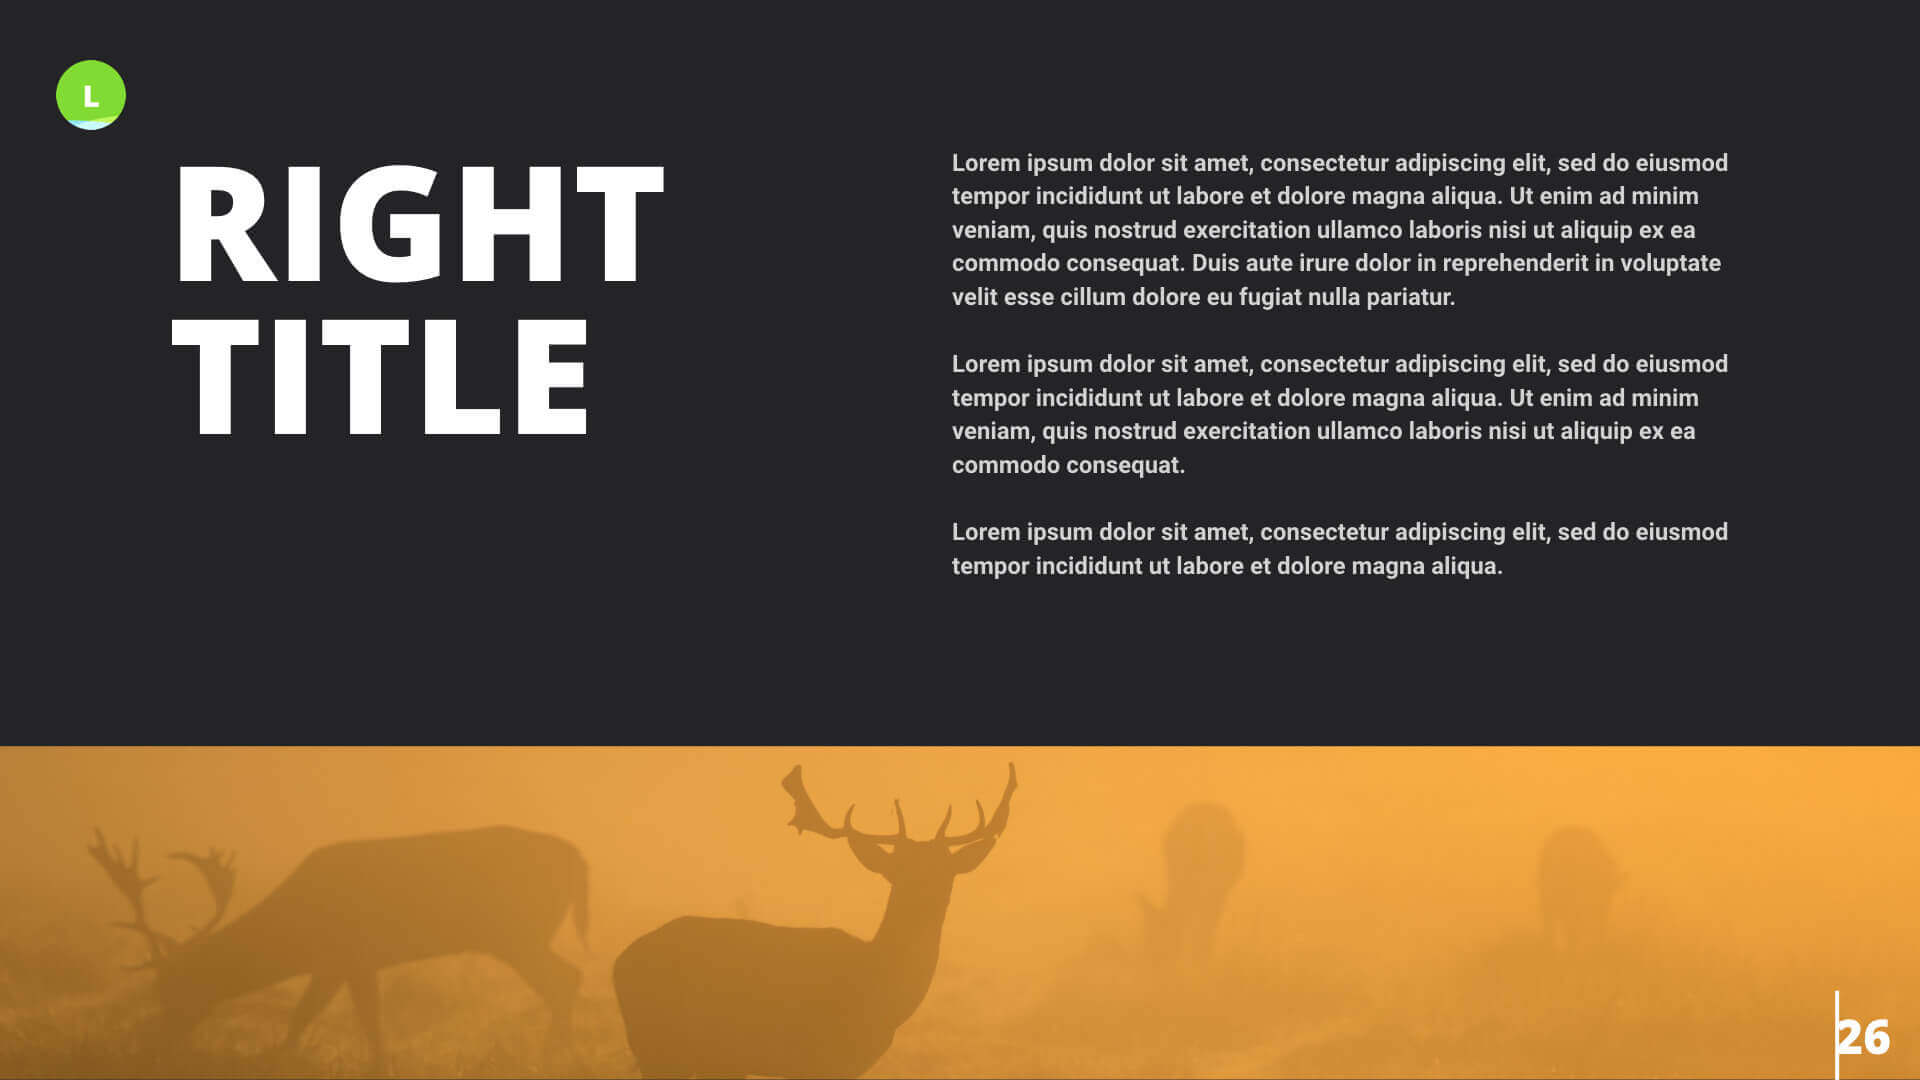 L
RIGHT
TITLE
Lorem ipsum dolor sit amet, consectetur adipiscing elit, sed do eiusmod
tempor incididunt ut labore et dolore magna aliqua. Ut enim ad minim
veniam, quis nostrud exercitation ullamco laboris nisi ut aliquip ex ea
commodo consequat. Duis aute irure dolor in reprehenderit in voluptate
velit esse cillum dolore eu fugiat nulla pariatur.
Lorem ipsum dolor sit amet, consectetur adipiscing elit, sed do eiusmod
tempor incididunt ut labore et dolore magna aliqua. Ut enim ad minim
veniam, quis nostrud exercitation ullamco laboris nisi ut aliquip ex ea
commodo consequat.
Lorem ipsum dolor sit amet, consectetur adipiscing elit, sed do eiusmod
tempor incididunt ut labore et dolore magna aliqua.
26